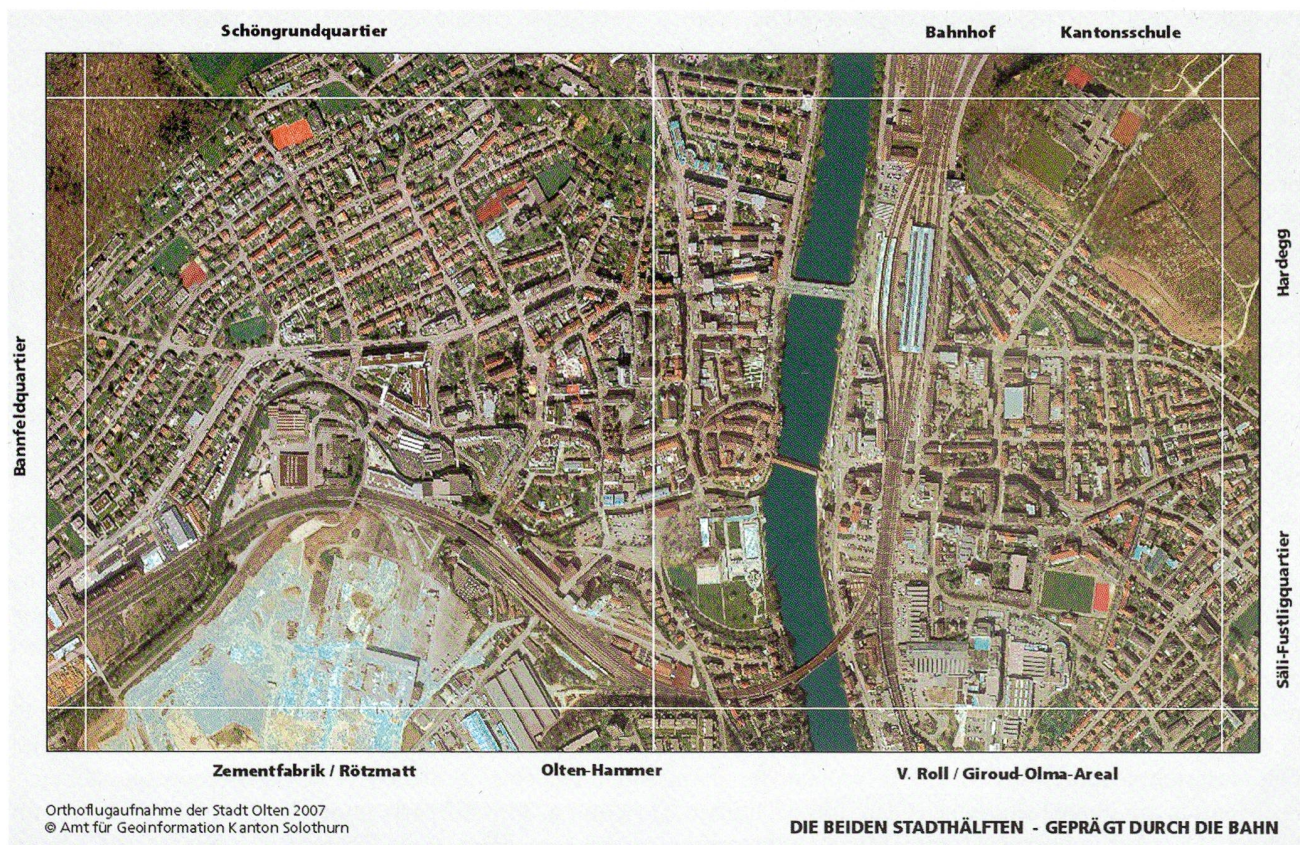 Schöngrundquartier
Bahnhof
Kantonsschule
Bannfeldquartier
Hardegg
Säli-Fustligquartier
Zementfabrik / Rötzmatt
Olten-Hammer
V. Roll / Giroud-Olma-Areal
Orthoflugaufnahme der Stadt Olten 2007
© Amt für Geoinformation Kanton Solothurn
DIE BEIDEN STADTHÄLFTEN - GEPRÄGT DURCH DIE BAHN